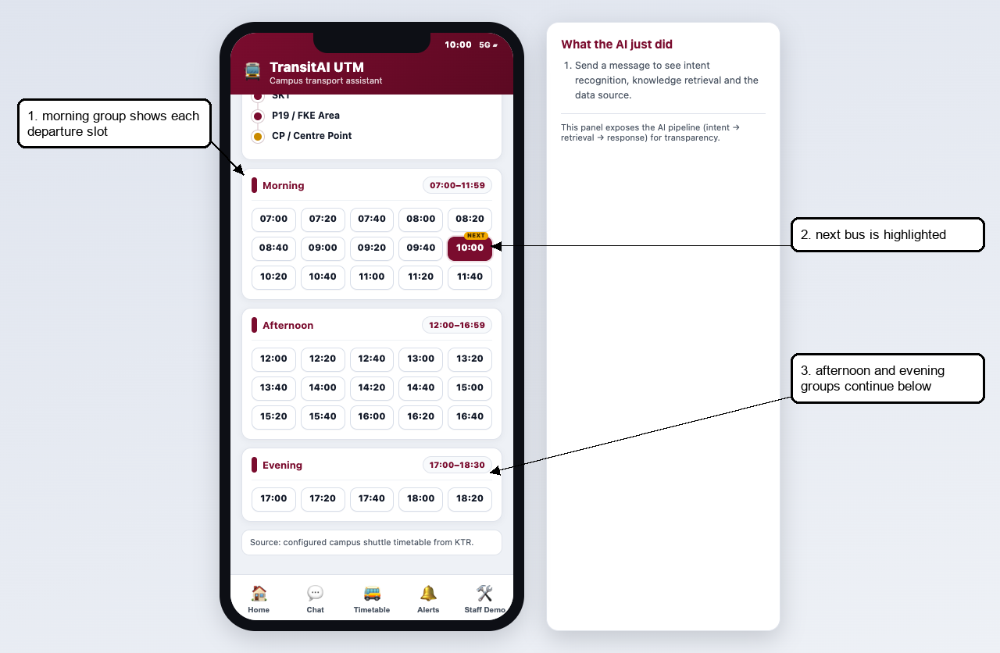 10:00 5G
TransitAI UTM
Campus transport assistant
P19 / FKE Area
CP / Centre Point
1. morning group shows each
departure slot
Morning 07:00–11:59
07:00 07:20 07:40 08:00 08:20
NEXT
08:40 09:00 09:20 09:40 10:00
10:20 10:40 11:00 11:20 11:40
Afternoon 12:00–16:59
12:00 12:20 12:40 13:00 13:20
13:40 14:00 14:20 14:40 15:00
15:20 15:40 16:00 16:20 16:40
Evening 17:00–18:30
17:00 17:20 17:40 18:00 18:20
Source: configured campus shuttle timetable from KTR.
Home Chat Timetable Alerts Staff Demo
What the AI just did
1. Send a message to see intent
recognition, knowledge retrieval and the
data source.
This panel exposes the AI pipeline (intent →
retrieval → response) for transparency.
2. next bus is highlighted
3. afternoon and evening
groups continue below